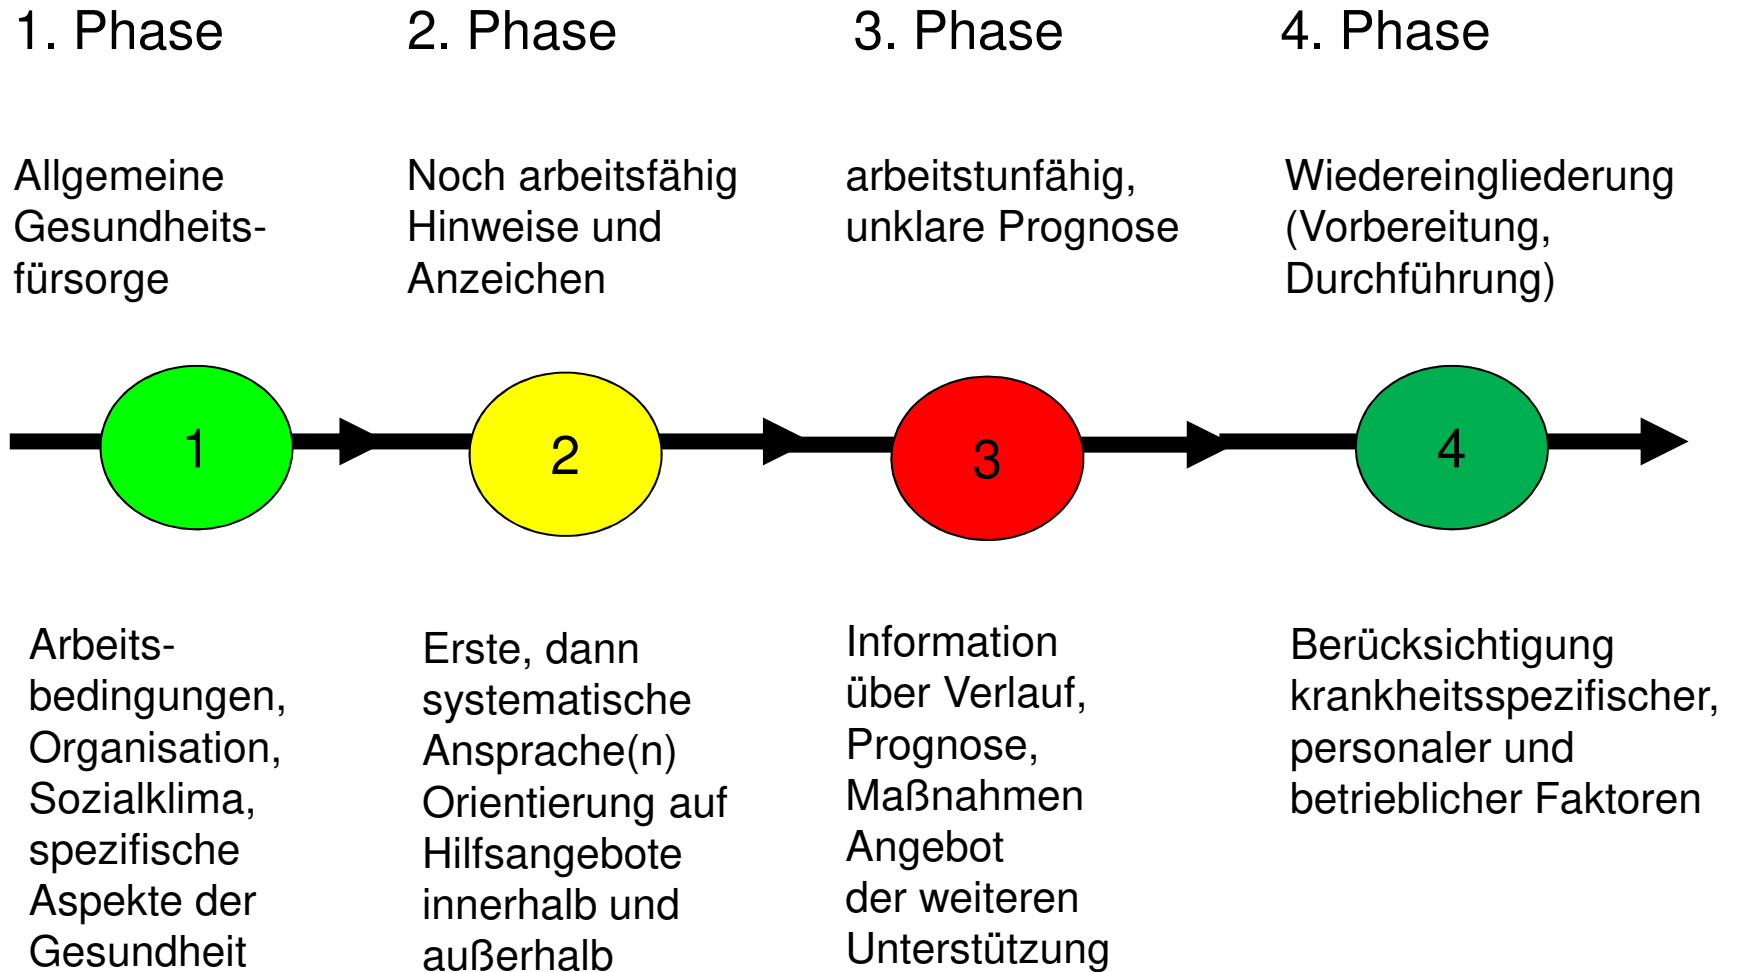 1. Phase
2. Phase
3. Phase
4. Phase
Allgemeine
Gesundheits-
fürsorge
Noch arbeitsfähig
Hinweise und
Anzeichen
arbeitstunfähig,
unklare Prognose
Wiedereingliederung
(Vorbereitung,
Durchführung)
1
2
3
4
Arbeits-
bedingungen,
Organisation,
Sozialklima,
spezifische
Aspekte der
Gesundheit
Erste, dann
systematische
Ansprache(n)
Orientierung auf
Hilfsangebote
innerhalb und
außerhalb
Information
über Verlauf,
Prognose,
Maßnahmen
Angebot
der weiteren
Unterstützung
Berücksichtigung
krankheitsspezifischer,
personaler und
betrieblicher Faktoren